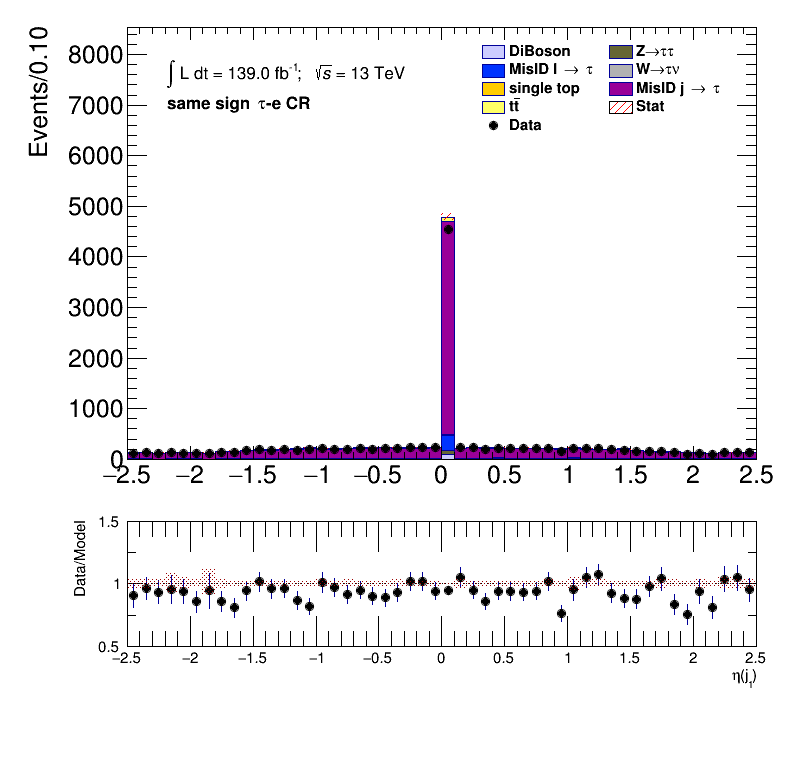 Events/0.10
8000
7000
6000
5000
4000
3000
2000
1000
0
∫ L dt = 139.0 fb⁻¹; √s = 13 TeV
same sign τ-e CR
DiBoson
MisID l → τ
single top
tt̄
Data
Z→ττ
W→τν
MisID j → τ
Stat
−2.5 −2 −1.5 −1 −0.5 0 0.5 1 1.5 2 2.5
Data/Model
1.5
1
0.5
−2.5 −2 −1.5 −1 −0.5 0 0.5 1 1.5 2 2.5
η(j₁)